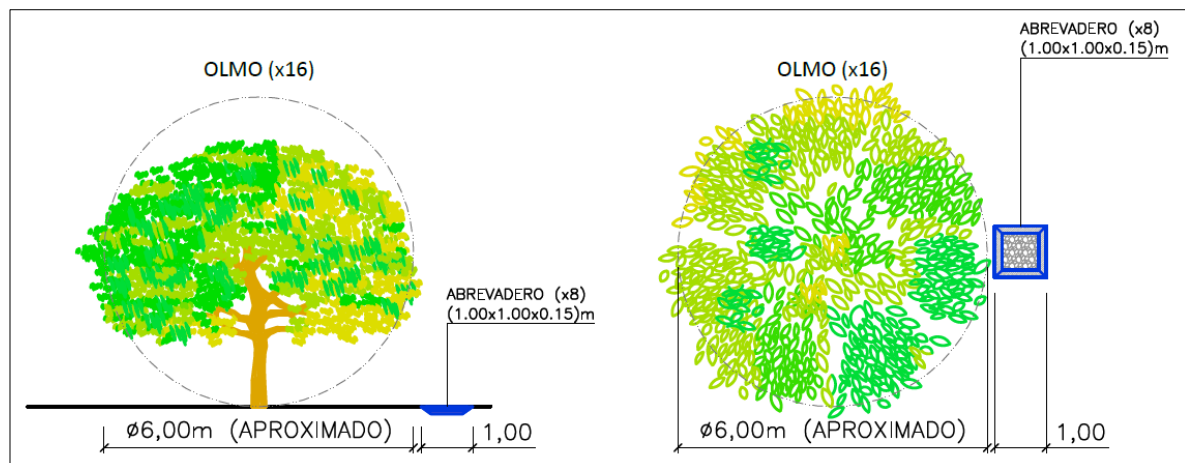 OLMO (x16)
ABREVADERO (x8)
(1.00x1.00x0.15)m
ø6,00m (APROXIMADO)
1,00
ABREVADERO (x8)
(1.00x1.00x0.15)m
OLMO (x16)
ø6,00m (APROXIMADO)
1,00